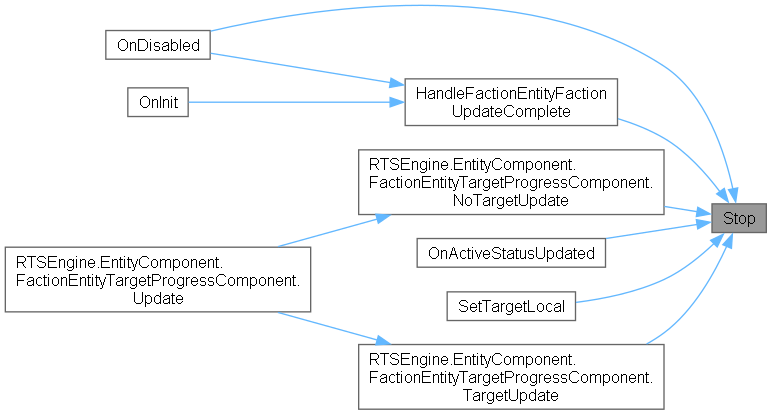 OnDisabled
HandleFactionEntityFaction
UpdateComplete
OnInit
RTSEngine.EntityComponent.
FactionEntityTargetProgressComponent.
NoTargetUpdate
Stop
OnActiveStatusUpdated
RTSEngine.EntityComponent.
FactionEntityTargetProgressComponent.
Update
SetTargetLocal
RTSEngine.EntityComponent.
FactionEntityTargetProgressComponent.
TargetUpdate